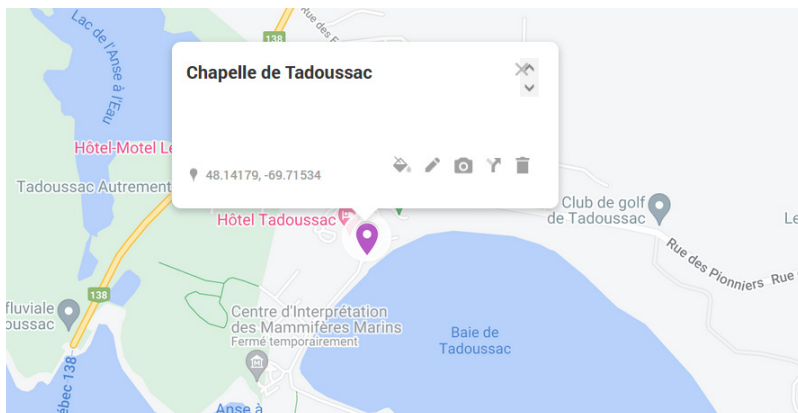 Lac de
l'Anse à
l'Eau
138
Rue des
Chapelle de Tadoussac
48.14179, -69.71534
Hôtel-Motel Le
Tadoussac Autrement
Hôtel Tadoussac
Club de golf
de Tadoussac
Le
Rue des Pionniers
Rue
138
fluviale
oussac
Centre d'Interprétation
des Mammifères Marins
Fermé temporairement
Baie de
Tadoussac
ébec 138
Anse à